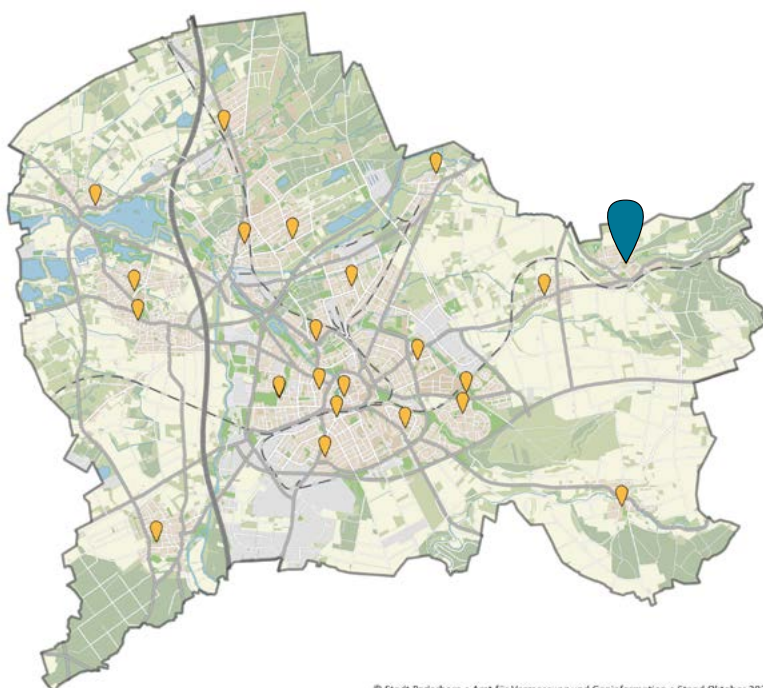 © Stadt Paderborn • Amt für Vermessung und Geoinformation • Stand Oktober